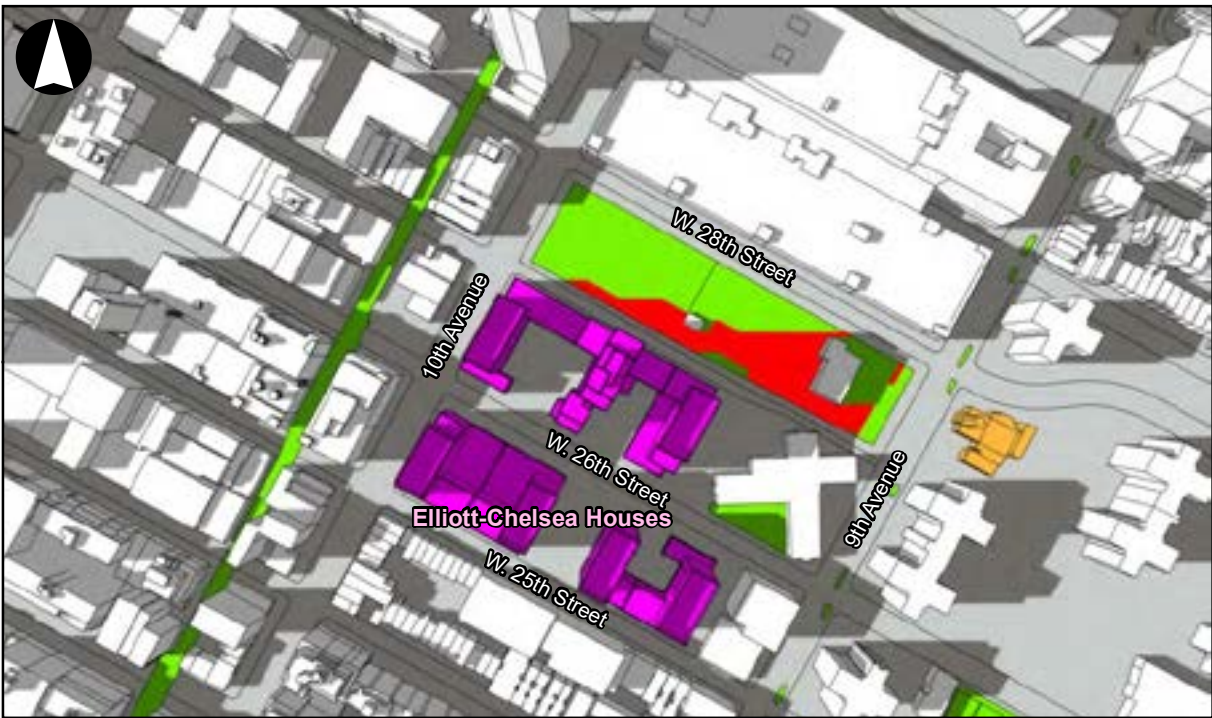 W. 28th Street
10th Avenue
W. 26th Street
9th Avenue
Elliott-Chelsea Houses
W. 25th Street